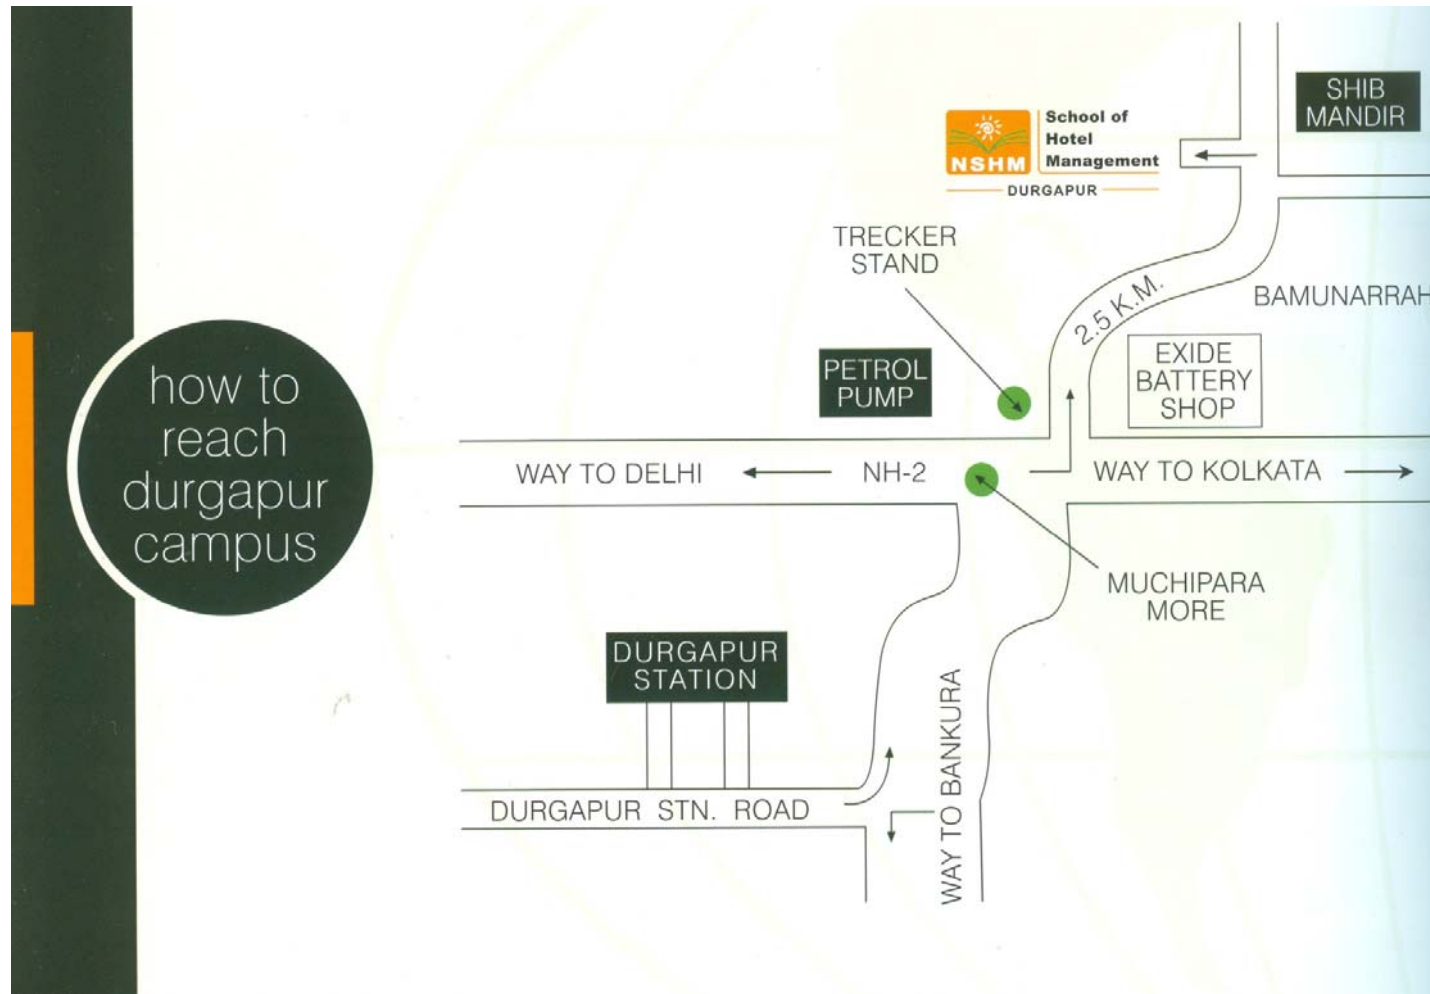 how to
reach
durgapur
campus
SHIB
MANDIR
NSHM
School of
Hotel
Management
DURGAPUR
TRECKER
STAND
2.5 K.M.
BAMUNARRAH
PETROL
PUMP
EXIDE
BATTERY
SHOP
WAY TO DELHI
NH-2
WAY TO KOLKATA
MUCHIPARA
MORE
DURGAPUR
STATION
WAY TO BANKURA
DURGAPUR STN. ROAD